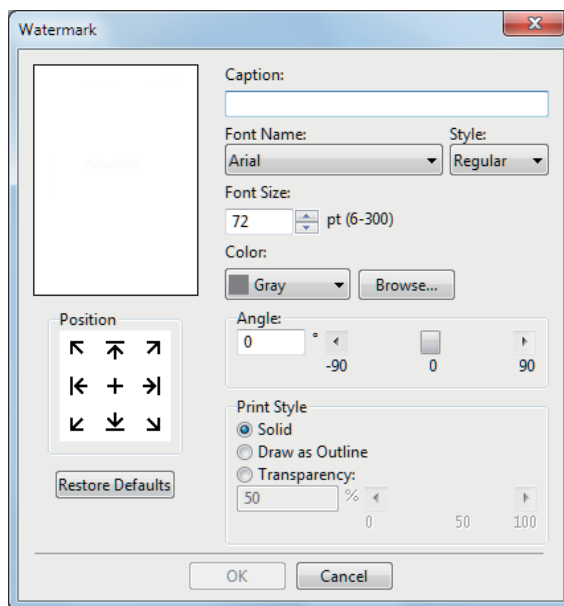 Watermark
Caption:
Font Name:
Style:
Arial
Regular
Font Size:
72
pt (6-300)
Color:
Gray
Browse...
Position
Angle:
0
°
-90
0
90
Restore Defaults
Print Style
Solid
Draw as Outline
Transparency:
50
%
0
50
100
OK
Cancel